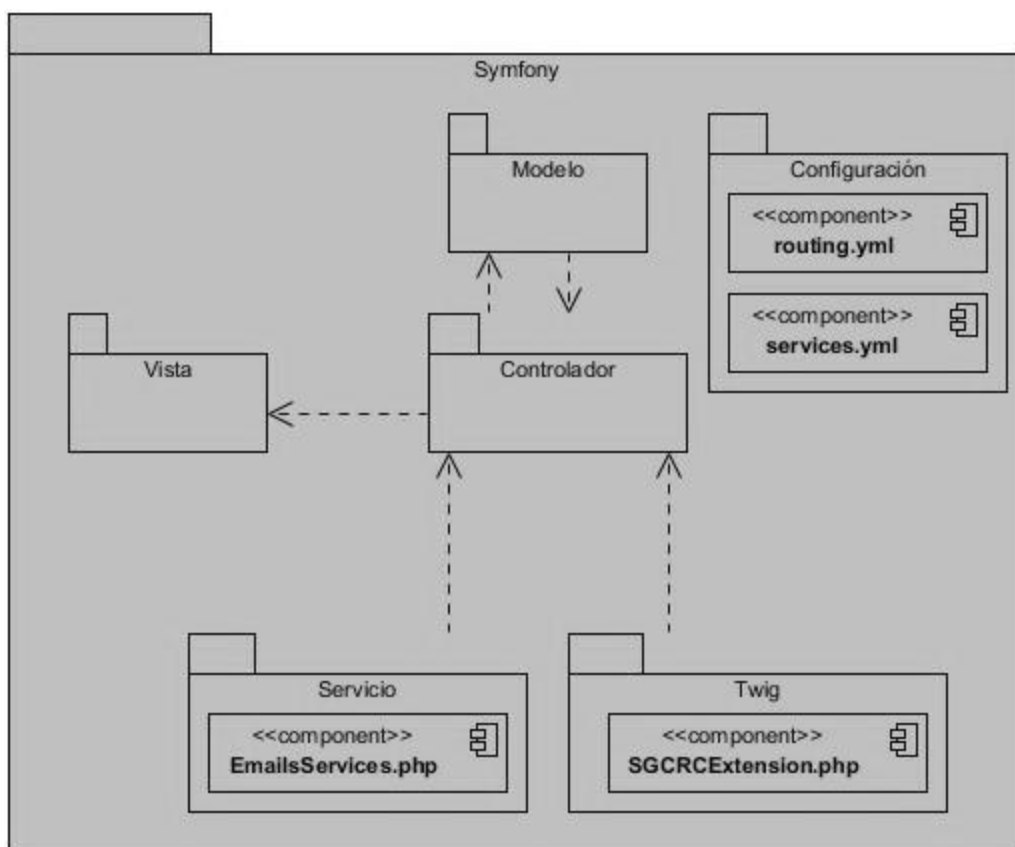 Symfony
Modelo
Configuración
<<component>>
routing.yml
<<component>>
services.yml
Vista
Controlador
Servicio
<<component>>
EmailsServices.php
Twig
<<component>>
SGCRCExtension.php